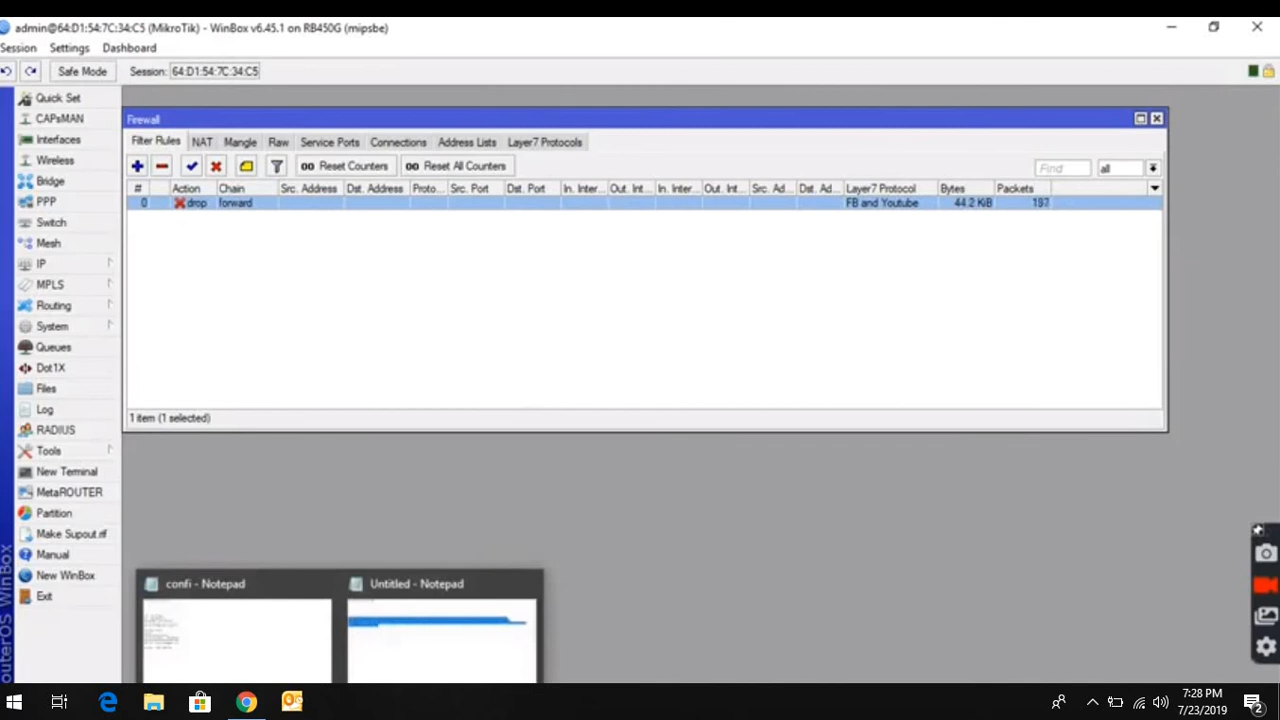 admin@64:D1:54:7C:34:C5 (MikroTik) - WinBox v6.45.1 on RB450G (mipsbe)
Session Settings Dashboard
Safe Mode Session: 64:D1:54:7C:34:C5
Quick Set
CAPsMAN
Interfaces
Wireless
Bridge
PPP
Switch
Mesh
IP
MPLS
Routing
System
Queues
Dot1X
Files
Log
RADIUS
Tools
New Terminal
MetaROUTER
Partition
Make Supout.rif
Manual
New WinBox
Exit
outerOS WinBox
Firewall
Filter Rules NAT Mangle Raw Service Ports Connections Address Lists Layer7 Protocols
00 Reset Counters 00 Reset All Counters Find all
# Action Chain Src. Address Dst. Address Proto... Src. Port Dst. Port In. Inter... Out. Int... In. Inter... Out. Int... Src. Ad... Dst. Ad... Layer7 Protocol Bytes Packets
0 drop forward FB and Youtube 44.2 KiB 187
1 item (1 selected)
confi - Notepad Untitled - Notepad
7:28 PM
7/23/2019
2